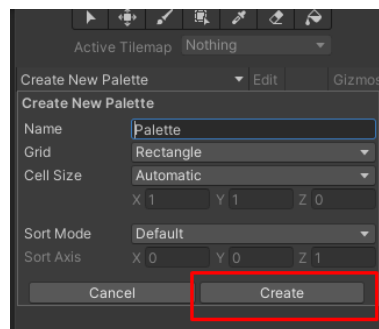 Active Tilemap Nothing
Create New Palette Edit Gizmos
Create New Palette
Name Palette
Grid Rectangle
Cell Size Automatic
X 1 Y 1 Z 0
Sort Mode Default
Sort Axis X 0 Y 0 Z 1
Cancel Create